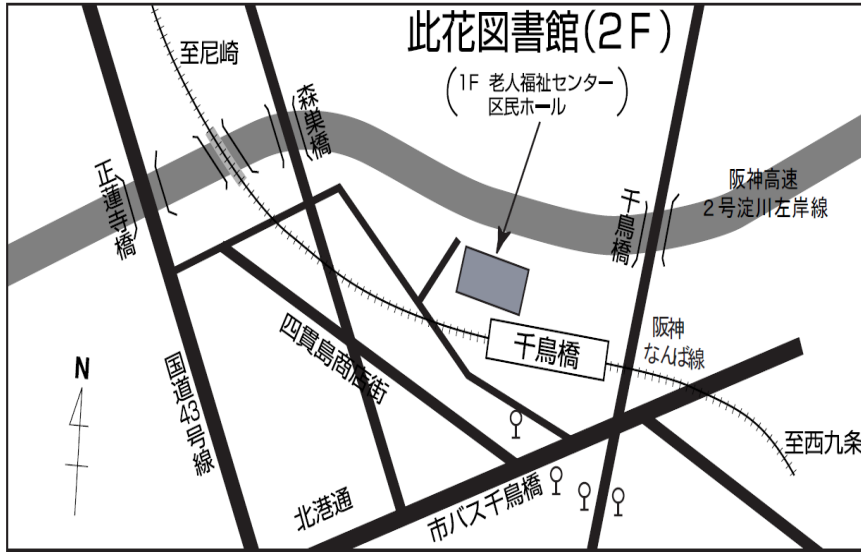 此花図書館(2F)
(1F 老人福祉センター
区民ホール)
至尼崎
森巣橋
正蓮寺橋
千鳥橋
阪神高速
2号淀川左岸線
千鳥橋
阪神
なんば線
四貫島商店街
国道43号線
N
至西九条
北港通
市バス千鳥橋